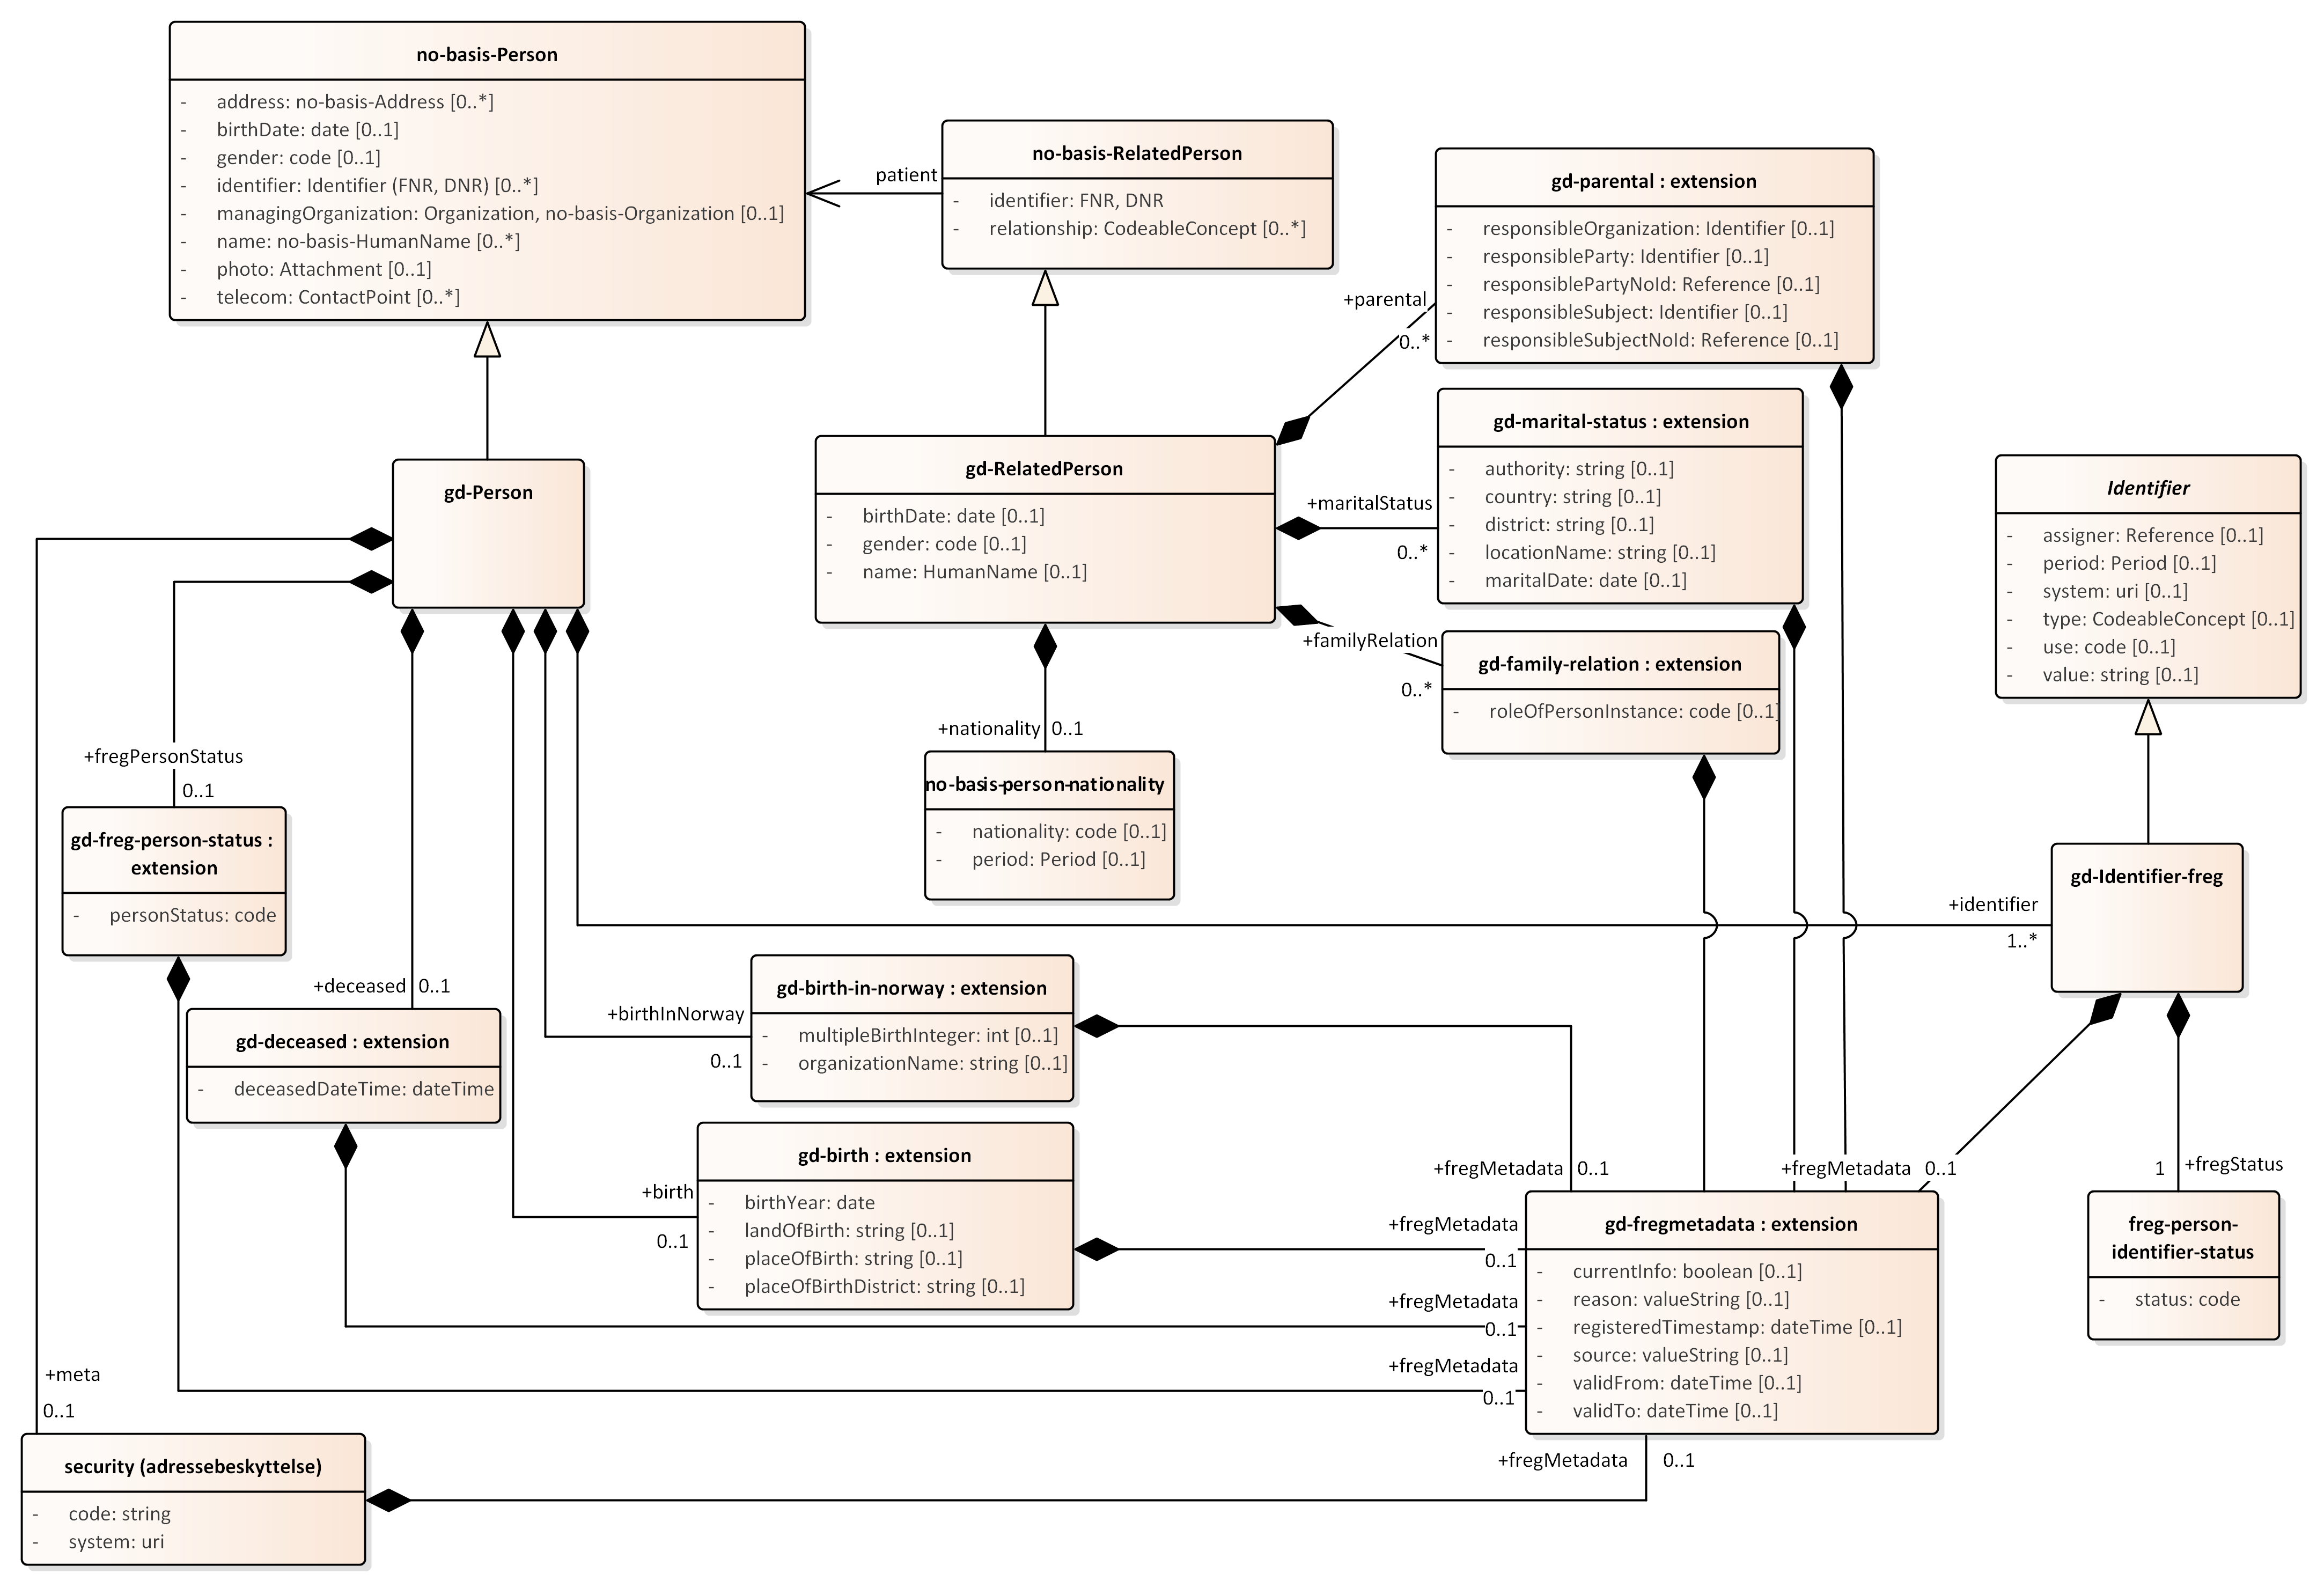 no-basis-Person
- address: no-basis-Address [0..*]
- birthDate: date [0..1]
- gender: code [0..1]
- identifier: Identifier (FNR, DNR) [0..*]
- managingOrganization: Organization, no-basis-Organization [0..1]
- name: no-basis-HumanName [0..*]
- photo: Attachment [0..1]
- telecom: ContactPoint [0..*]
patient
no-basis-RelatedPerson
- identifier: FNR, DNR
- relationship: CodeableConcept [0..*]
gd-parental : extension
- responsibleOrganization: Identifier [0..1]
- responsibleParty: Identifier [0..1]
- responsiblePartyNoId: Reference [0..1]
- responsibleSubject: Identifier [0..1]
- responsibleSubjectNoId: Reference [0..1]
+parental
0..*
gd-marital-status : extension
- authority: string [0..1]
- country: string [0..1]
- district: string [0..1]
- locationName: string [0..1]
- maritalDate: date [0..1]
+maritalStatus
0..*
gd-Person
gd-RelatedPerson
- birthDate: date [0..1]
- gender: code [0..1]
- name: HumanName [0..1]
Identifier
- assigner: Reference [0..1]
- period: Period [0..1]
- system: uri [0..1]
- type: CodeableConcept [0..1]
- use: code [0..1]
- value: string [0..1]
+familyRelation
0..*
gd-family-relation : extension
- roleOfPersonInstance: code [0..1]
+nationality 0..1
no-basis-person-nationality
- nationality: code [0..1]
- period: Period [0..1]
+fregPersonStatus
0..1
gd-freg-person-status :
extension
- personStatus: code
gd-Identifier-freg
+identifier
1..*
+deceased 0..1
gd-deceased : extension
- deceasedDateTime: dateTime
+birthInNorway
0..1
gd-birth-in-norway : extension
- multipleBirthInteger: int [0..1]
- organizationName: string [0..1]
+birth
0..1
gd-birth : extension
- birthYear: date
- landOfBirth: string [0..1]
- placeOfBirth: string [0..1]
- placeOfBirthDistrict: string [0..1]
+fregMetadata 0..1
+fregMetadata 0..1
1 +fregStatus
+fregMetadata
0..1
+fregMetadata
0..1
+fregMetadata
0..1
gd-fregmetadata : extension
- currentInfo: boolean [0..1]
- reason: valueString [0..1]
- registeredTimestamp: dateTime [0..1]
- source: valueString [0..1]
- validFrom: dateTime [0..1]
- validTo: dateTime [0..1]
freg-person-
identifier-status
- status: code
+meta
0..1
+fregMetadata 0..1
security (adressebeskyttelse)
- code: string
- system: uri